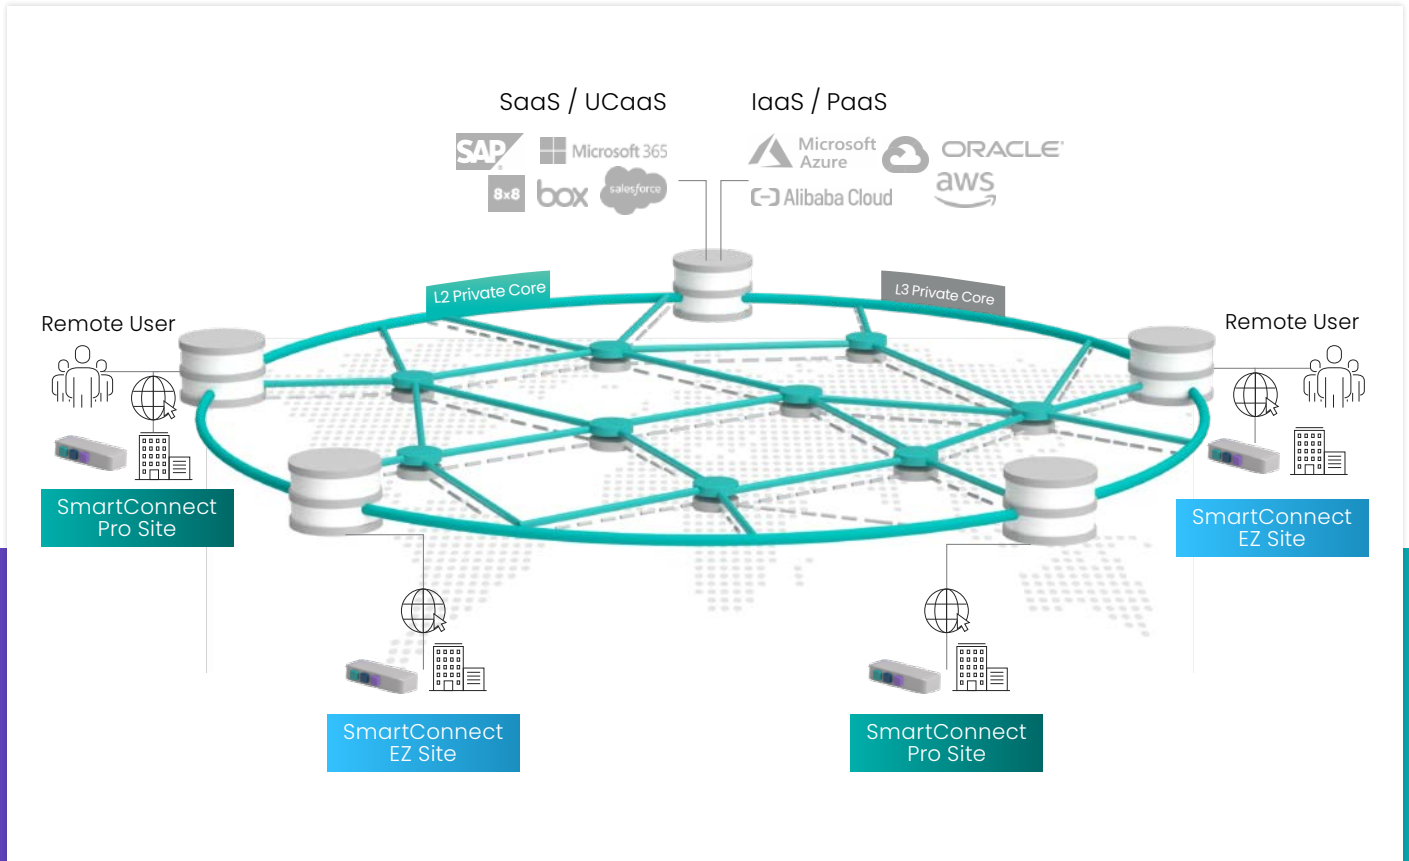 SaaS / UCaaS
IaaS / PaaS
SAP
Microsoft 365
8x8
box
salesforce
Microsoft
Azure
ORACLE
Alibaba Cloud
aws
L2 Private Core
L3 Private Core
Remote User
Remote User
SmartConnect
Pro Site
SmartConnect
EZ Site
SmartConnect
EZ Site
SmartConnect
Pro Site